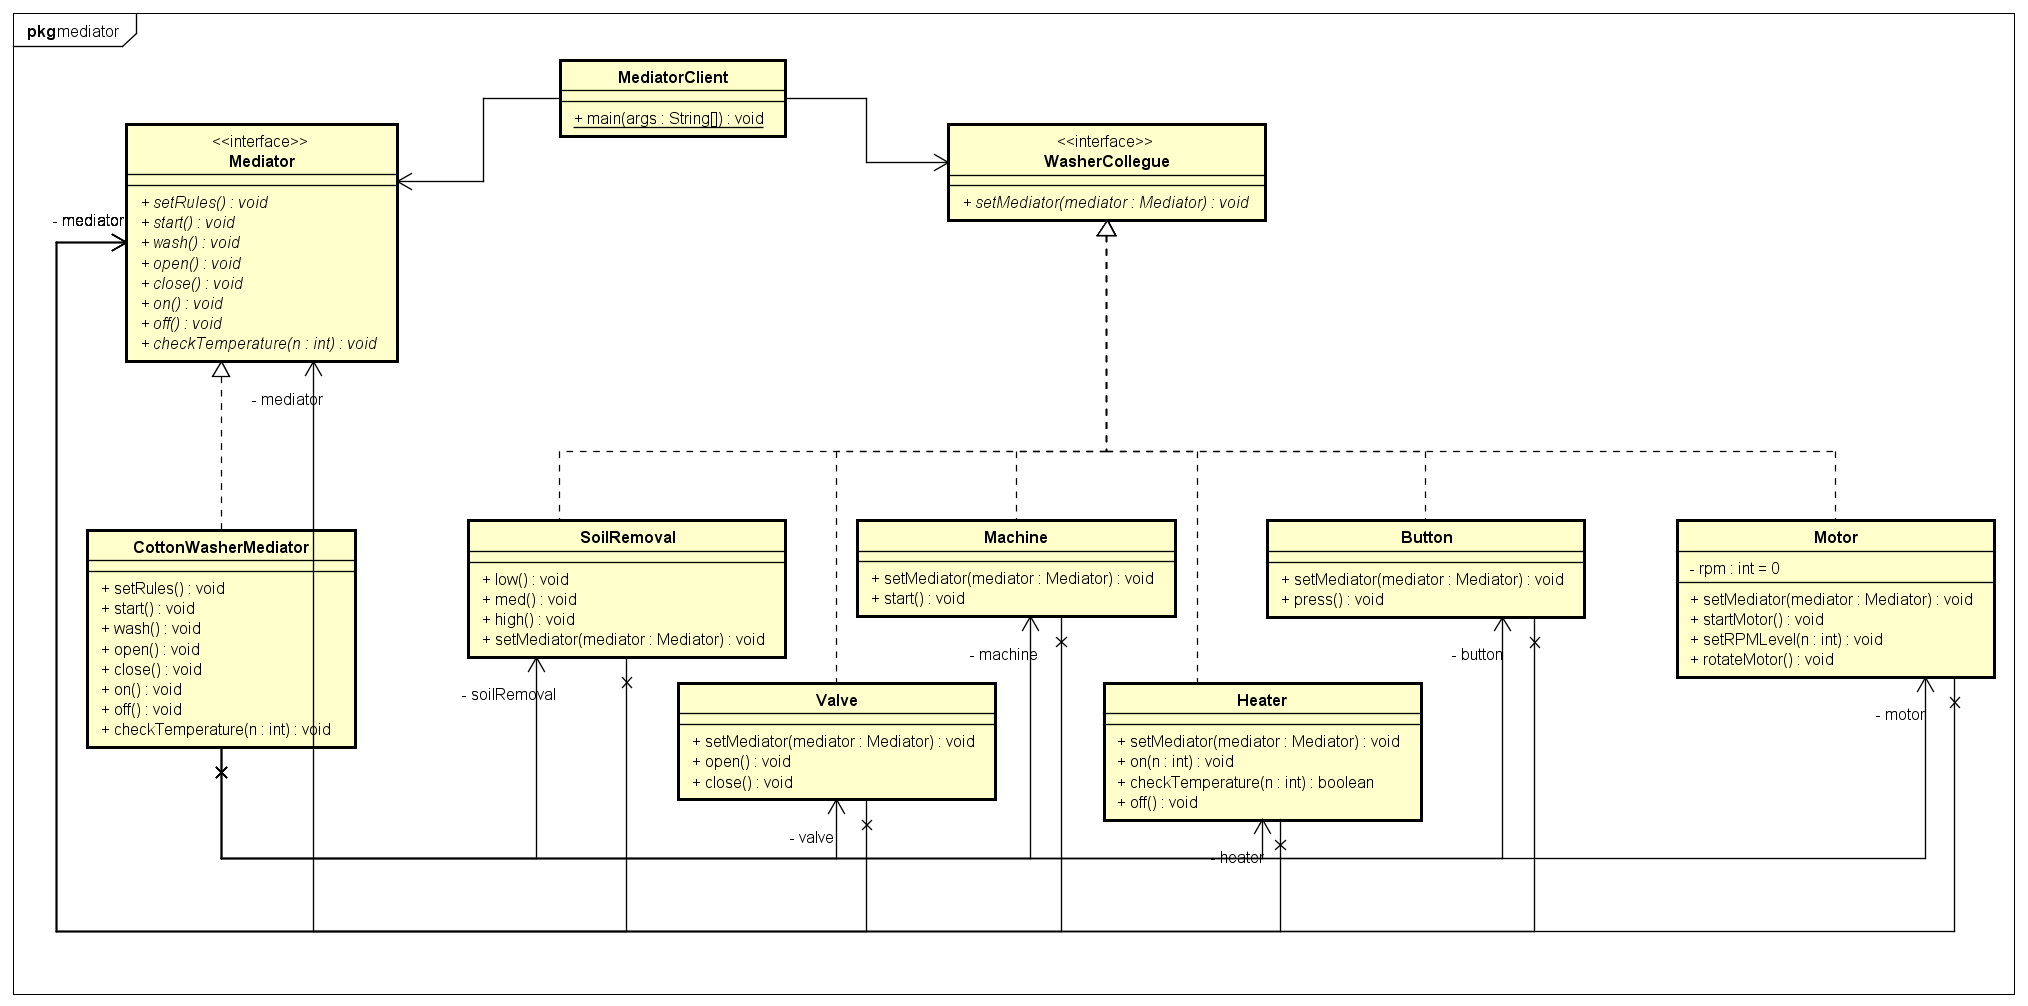 pkg mediator
MediatorClient
+ main(args : String[]) : void
<<interface>>
Mediator
+ setRules() : void
+ start() : void
+ wash() : void
+ open() : void
+ close() : void
+ on() : void
+ off() : void
+ checkTemperature(n : int) : void
<<interface>>
WasherCollegue
+ setMediator(mediator : Mediator) : void
- mediator
- mediator
CottonWasherMediator
+ setRules() : void
+ start() : void
+ wash() : void
+ open() : void
+ close() : void
+ on() : void
+ off() : void
+ checkTemperature(n : int) : void
SoilRemoval
+ low() : void
+ med() : void
+ high() : void
+ setMediator(mediator : Mediator) : void
Machine
+ setMediator(mediator : Mediator) : void
+ start() : void
Button
+ setMediator(mediator : Mediator) : void
+ press() : void
Motor
- rpm : int = 0
+ setMediator(mediator : Mediator) : void
+ startMotor() : void
+ setRPMLevel(n : int) : void
+ rotateMotor() : void
- soilRemoval
- machine
- button
- motor
Valve
+ setMediator(mediator : Mediator) : void
+ open() : void
+ close() : void
Heater
+ setMediator(mediator : Mediator) : void
+ on(n : int) : void
+ checkTemperature(n : int) : boolean
+ off() : void
- valve
- heater